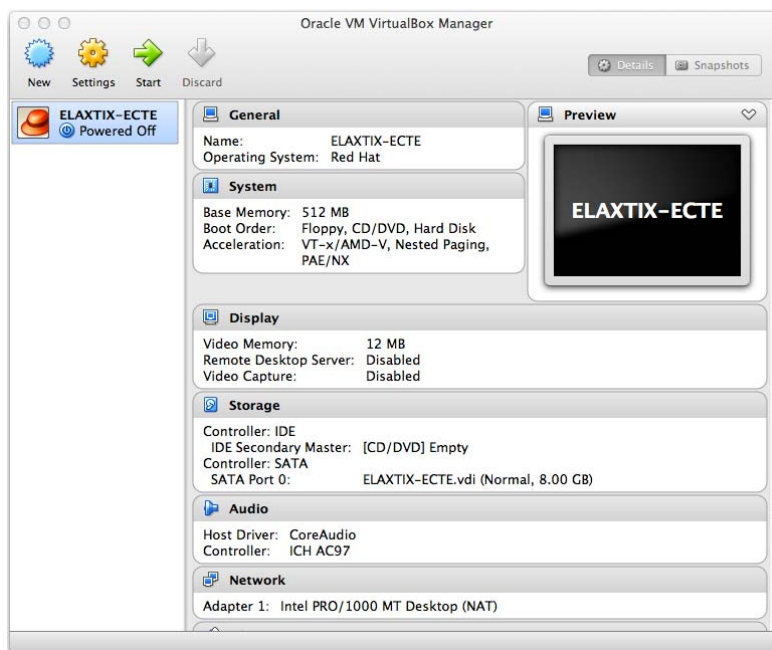 Oracle VM VirtualBox Manager
New
Settings
Start
Discard
Details
Snapshots
ELAXTIX-ECTE
Powered Off
General
Name: ELAXTIX-ECTE
Operating System: Red Hat
System
Base Memory: 512 MB
Boot Order: Floppy, CD/DVD, Hard Disk
Acceleration: VT-x/AMD-V, Nested Paging,
PAE/NX
Preview
ELAXTIX-ECTE
Display
Video Memory: 12 MB
Remote Desktop Server: Disabled
Video Capture: Disabled
Storage
Controller: IDE
IDE Secondary Master: [CD/DVD] Empty
Controller: SATA
SATA Port 0: ELAXTIX-ECTE.vdi (Normal, 8.00 GB)
Audio
Host Driver: CoreAudio
Controller: ICH AC97
Network
Adapter 1: Intel PRO/1000 MT Desktop (NAT)